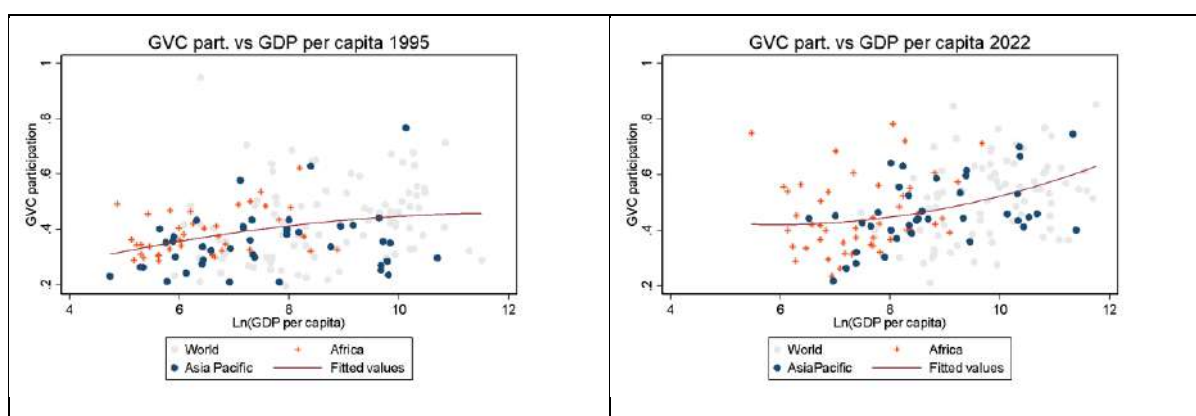 GVC part. vs GDP per capita 1995
GVC participation
1
.8
.6
.4
.2
4
6
8
10
12
Ln(GDP per capita)
World
Africa
Asia Pacific
Fitted values
GVC part. vs GDP per capita 2022
GVC participation
1
.8
.6
.4
.2
4
6
8
10
12
Ln(GDP per capita)
World
Africa
AsiaPacific
Fitted values